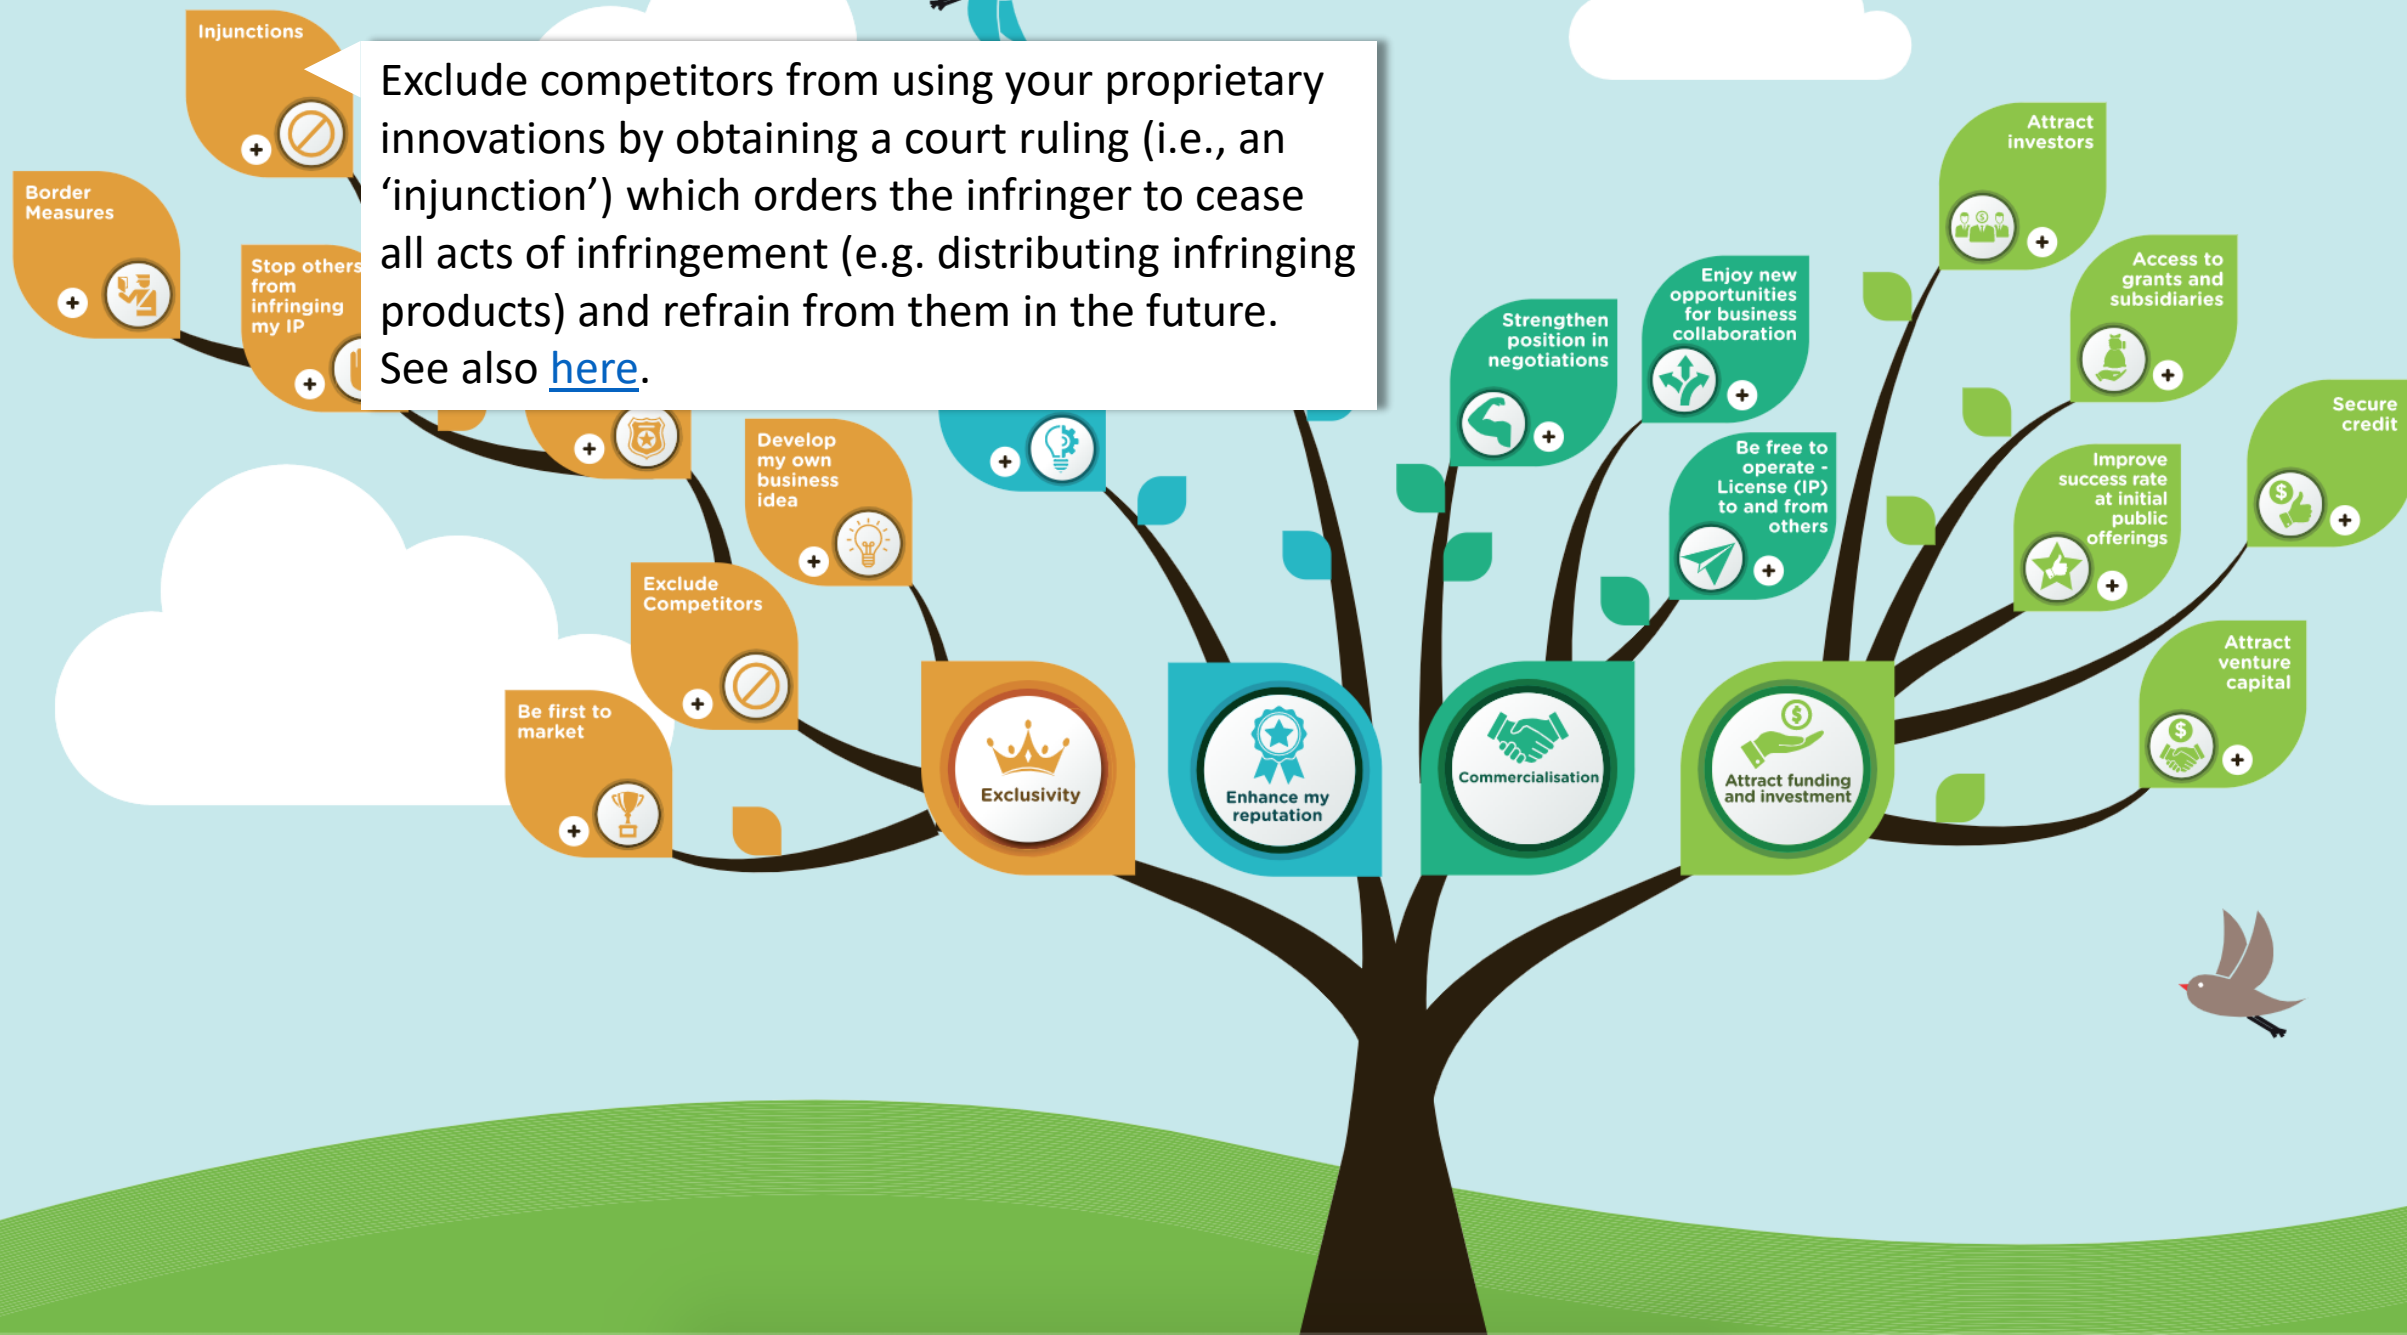 Injunctions
Exclude competitors from using your proprietary
innovations by obtaining a court ruling (i.e., an
‘injunction’) which orders the infringer to cease
all acts of infringement (e.g. distributing infringing
products) and refrain from them in the future.
See also here.
Border
Measures
Stop others
from
infringing
my IP
Develop
my own
business
idea
Exclude
Competitors
Be first to
market
Exclusivity
Enhance my
reputation
Commercialisation
Attract funding
and investment
Strengthen
position in
negotiations
Enjoy new
opportunities
for business
collaboration
Be free to
operate -
License (IP)
to and from
others
Attract
investors
Access to
grants and
subsidiaries
Secure
credit
Improve
success rate
at initial
public
offerings
Attract
venture
capital